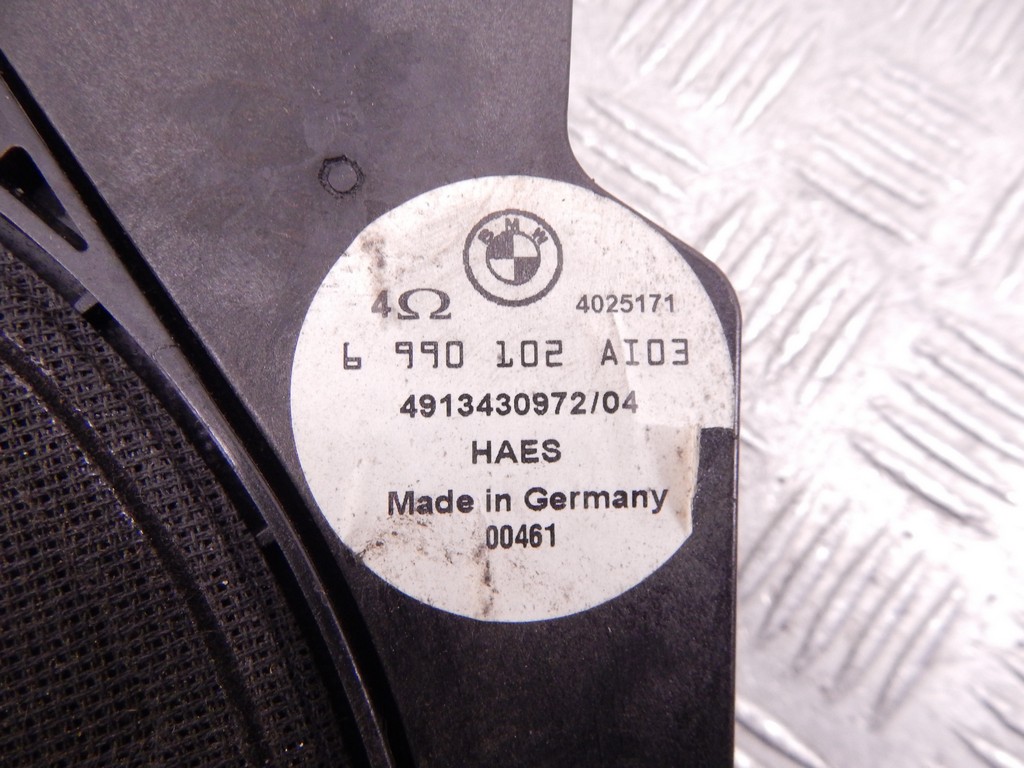 BMW
4Ω 4025171
6 990 102 AI03
4913430972/04
HAES
Made in Germany
00461